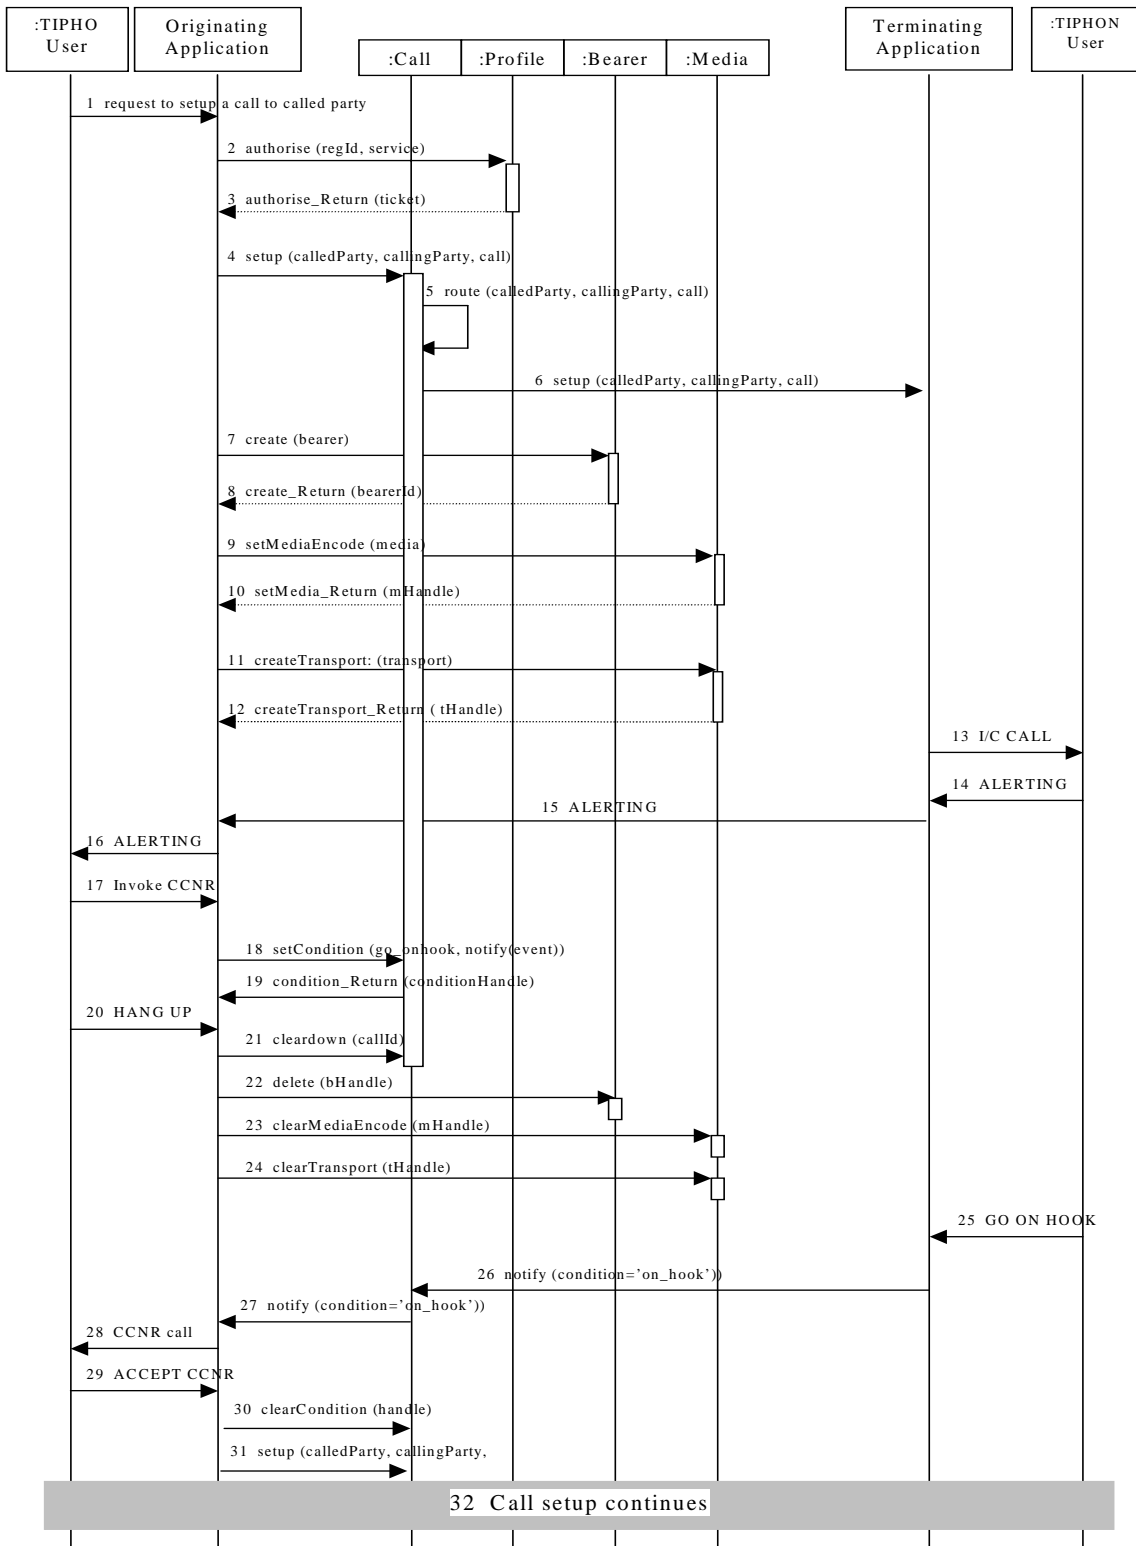 :TIPHO
User
Originating
Application
:Call
:Profile
:Bearer
:Media
Terminating
Application
:TIPHON
User
1 request to setup a call to called party
2 authorise (regId, service)
3 authorise_Return (ticket)
4 setup (calledParty, callingParty, call)
5 route (calledParty, callingParty, call)
6 setup (calledParty, callingParty, call)
7 create (bearer)
8 create_Return (bearerId)
9 setMediaEncode (media)
10 setMedia_Return (mHandle)
11 createTransport: (transport)
12 createTransport_Return ( tHandle)
13 I/C CALL
14 ALERTING
15 ALERTING
16 ALERTING
17 Invoke CCNR
18 setCondition (go_onhook, notify(event))
19 condition_Return (conditionHandle)
20 HANG UP
21 cleardown (callId)
22 delete (bHandle)
23 clearMediaEncode (mHandle)
24 clearTransport (tHandle)
25 GO ON HOOK
26 notify (condition=’on_hook’))
27 notify (condition=’on_hook’))
28 CCNR call
29 ACCEPT CCNR
30 clearCondition (handle)
31 setup (calledParty, callingParty,
32 Call setup continues